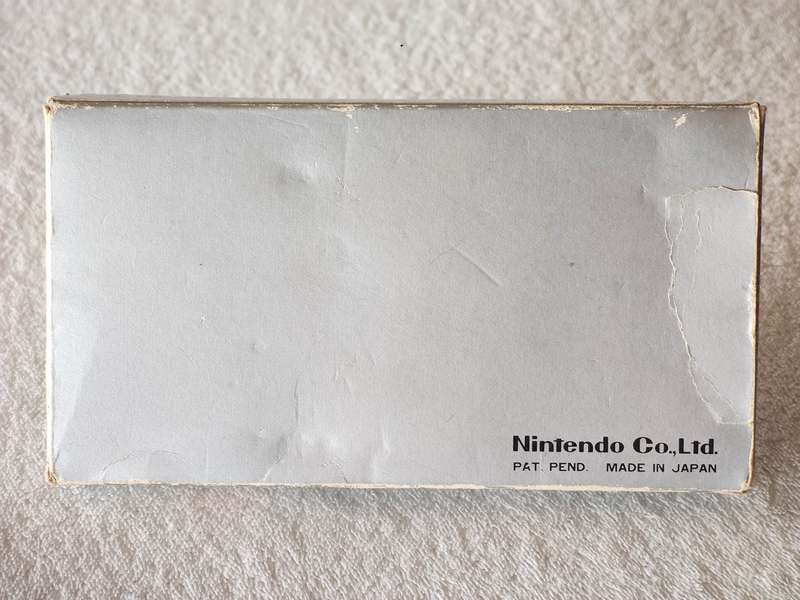 Nintendo Co.,Ltd.
PAT. PEND. MADE IN JAPAN